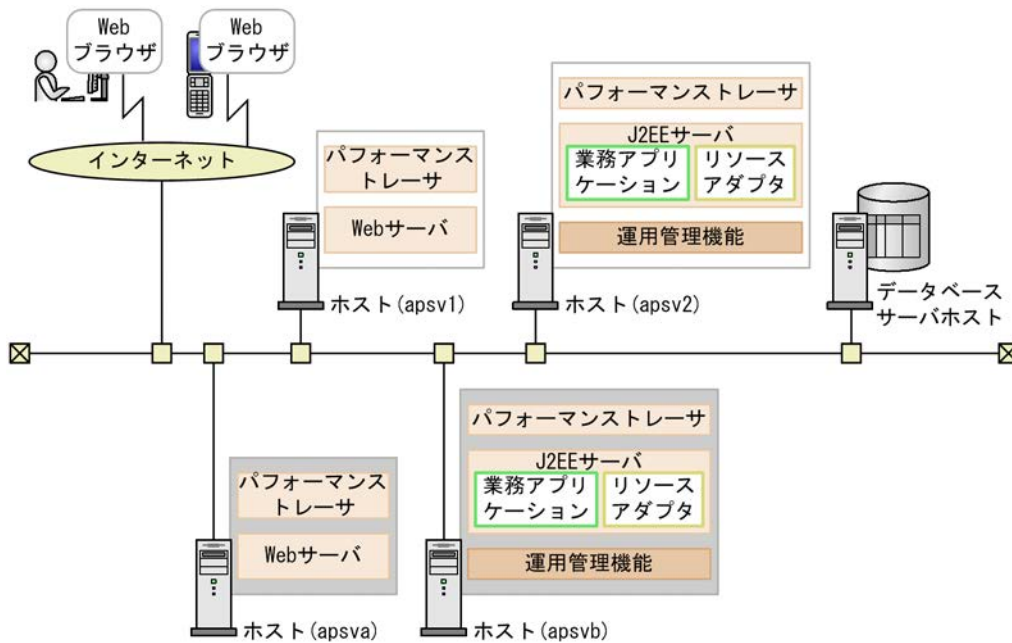 Web
ブラウザ
Web
ブラウザ
インターネット
パフォーマンス
トレーサ
Webサーバ
ホスト(apsv1)
パフォーマンストレーサ
J2EEサーバ
業務アプリ
ケーション
リソース
アダプタ
運用管理機能
ホスト(apsv2)
データベース
サーバホスト
パフォーマンス
トレーサ
Webサーバ
ホスト(apsva)
パフォーマンストレーサ
J2EEサーバ
業務アプリ
ケーション
リソース
アダプタ
運用管理機能
ホスト(apsvb)